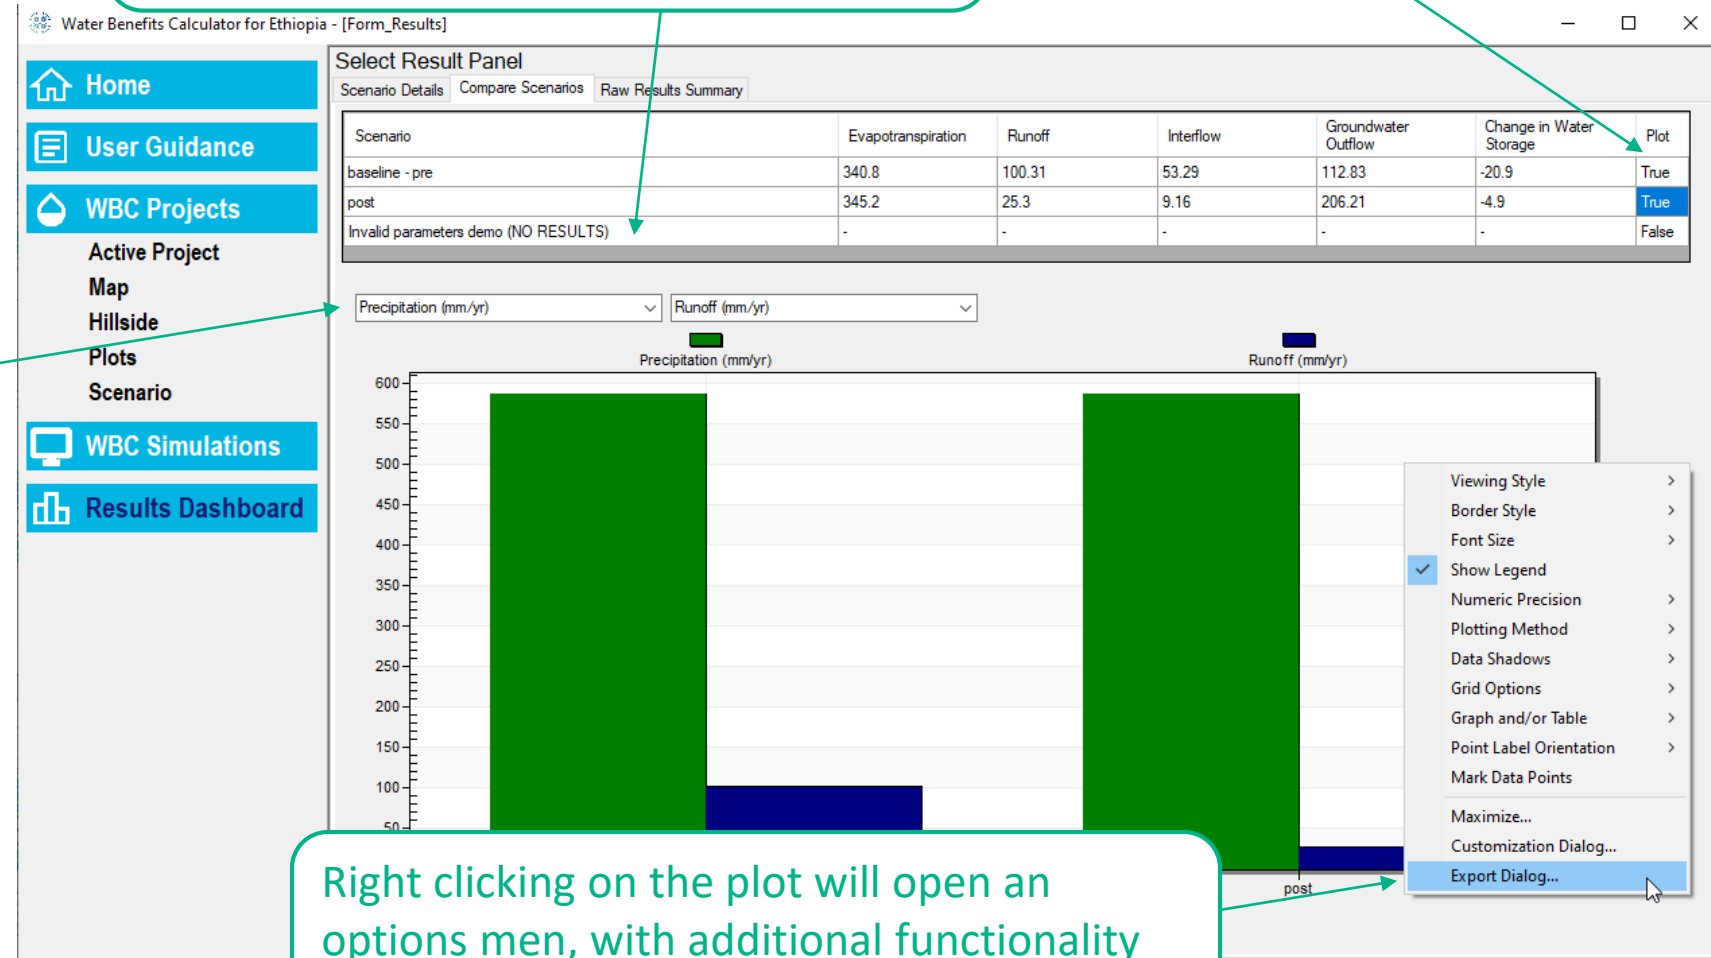 Water Benefits Calculator for Ethiopia - [Form_Results]
Home
User Guidance
WBC Projects
Active Project
Map
Hillside
Plots
Scenario
WBC Simulations
Results Dashboard
Select Result Panel
Scenario Details Compare Scenarios Raw Results Summary
Scenario Evapotranspiration Runoff Interflow Groundwater Outflow Change in Water Storage Plot
baseline - pre 340.8 100.31 53.29 112.83 -20.9 True
post 345.2 25.3 9.16 206.21 -4.9 True
Invalid parameters demo (NO RESULTS) - - - - - False
Precipitation (mm/yr) Runoff (mm/yr)
Precipitation (mm/yr) Runoff (mm/yr)
600
550
500
450
400
350
300
250
200
150
100
50
post
Viewing Style
Border Style
Font Size
Show Legend
Numeric Precision
Plotting Method
Data Shadows
Grid Options
Graph and/or Table
Point Label Orientation
Mark Data Points
Maximize...
Customization Dialog...
Export Dialog...
Right clicking on the plot will open an
options men, with additional functionality